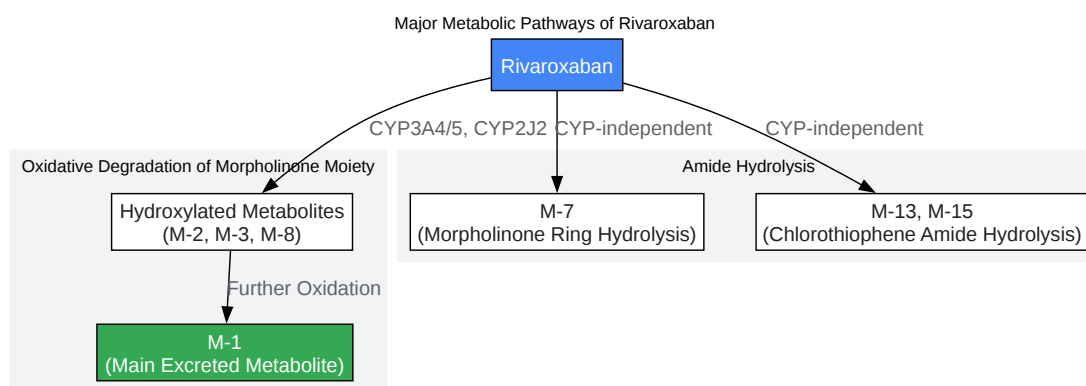 Major Metabolic Pathways of Rivaroxaban
Rivaroxaban
CYP3A4/5, CYP2J2
CYP-independent
CYP-independent
Oxidative Degradation of Morpholinone Moiety
Amide Hydrolysis
Hydroxylated Metabolites
(M-2, M-3, M-8)
M-7
(Morpholinone Ring Hydrolysis)
M-13, M-15
(Chlorothiophene Amide Hydrolysis)
Further Oxidation
M-1
(Main Excreted Metabolite)